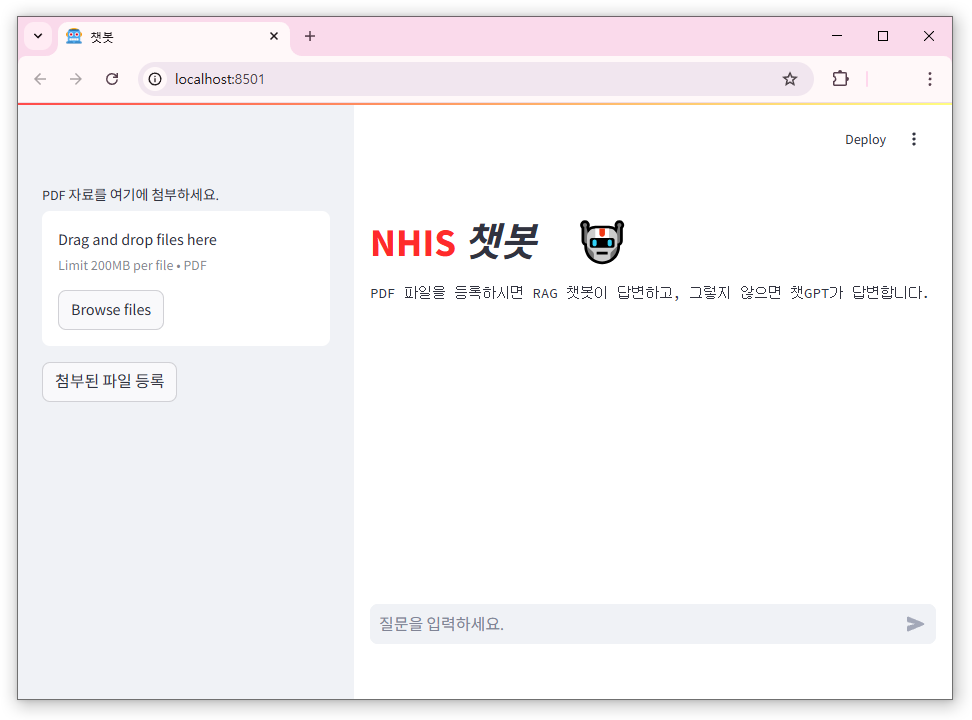 챗봇
localhost:8501
Deploy
PDF 자료를 여기에 첨부하세요.
Drag and drop files here
Limit 200MB per file • PDF
Browse files
첨부된 파일 등록
NHIS 챗봇
PDF 파일을 등록하시면 RAG 챗봇이 답변하고, 그렇지 않으면 챗GPT가 답변합니다.
질문을 입력하세요.